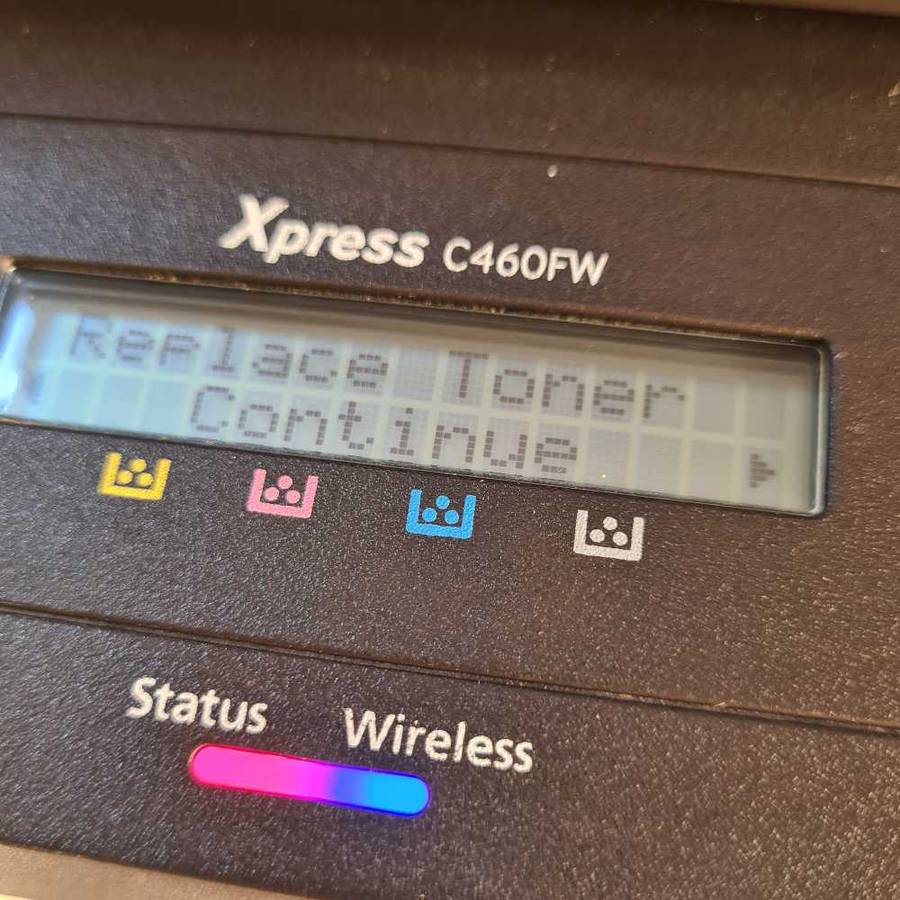 Xpress C460FW
Replace Toner
Continue
Status Wireless